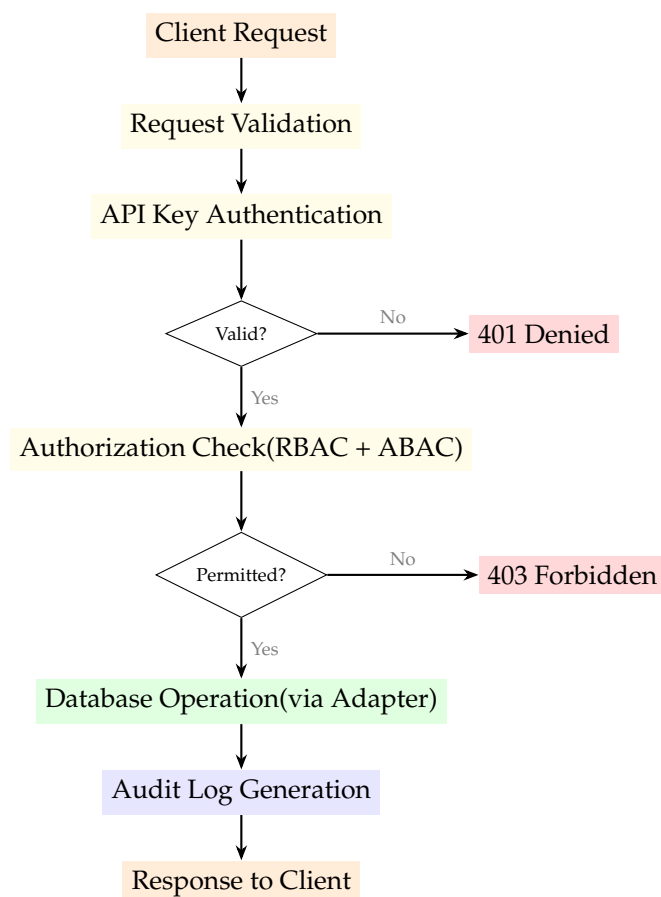 Client Request
Request Validation
API Key Authentication
Valid?
No
401 Denied
Yes
Authorization Check(RBAC + ABAC)
Permitted?
No
403 Forbidden
Yes
Database Operation(via Adapter)
Audit Log Generation
Response to Client